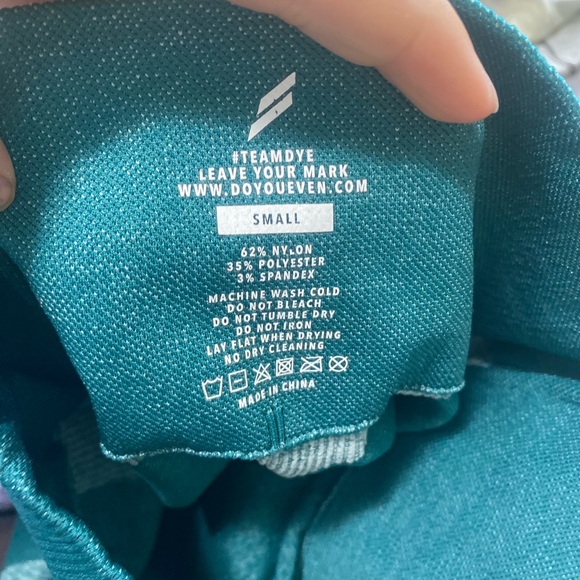 #TEAMDYE
LEAVE YOUR MARK
WWW.DOYOUEVEN.COM
SMALL
62% NYLON
35% POLYESTER
3% SPANDEX
MACHINE WASH COLD
DO NOT BLEACH
DO NOT TUMBLE DRY
DO NOT IRON
LAY FLAT WHEN DRYING
NO DRY CLEANING
MADE IN CHINA